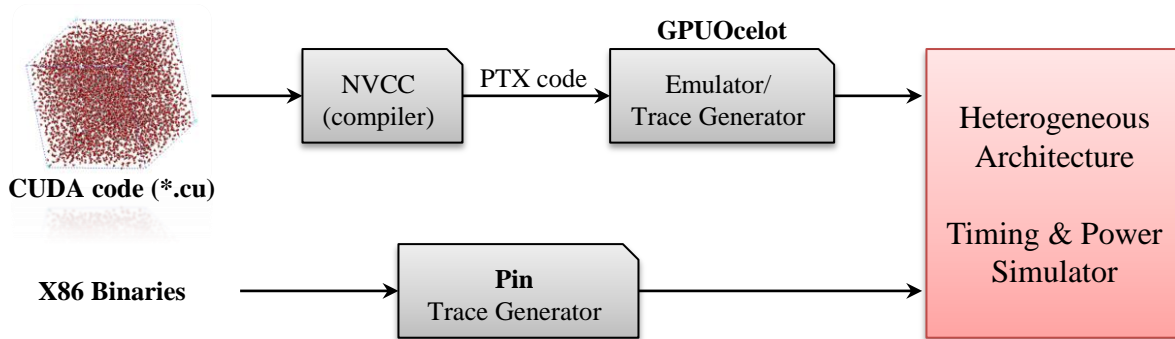 GPUOcelot
NVCC
(compiler)
PTX code
Emulator/
Trace Generator
CUDA code (*.cu)
Heterogeneous
Architecture
Timing & Power
Simulator
X86 Binaries
Pin
Trace Generator